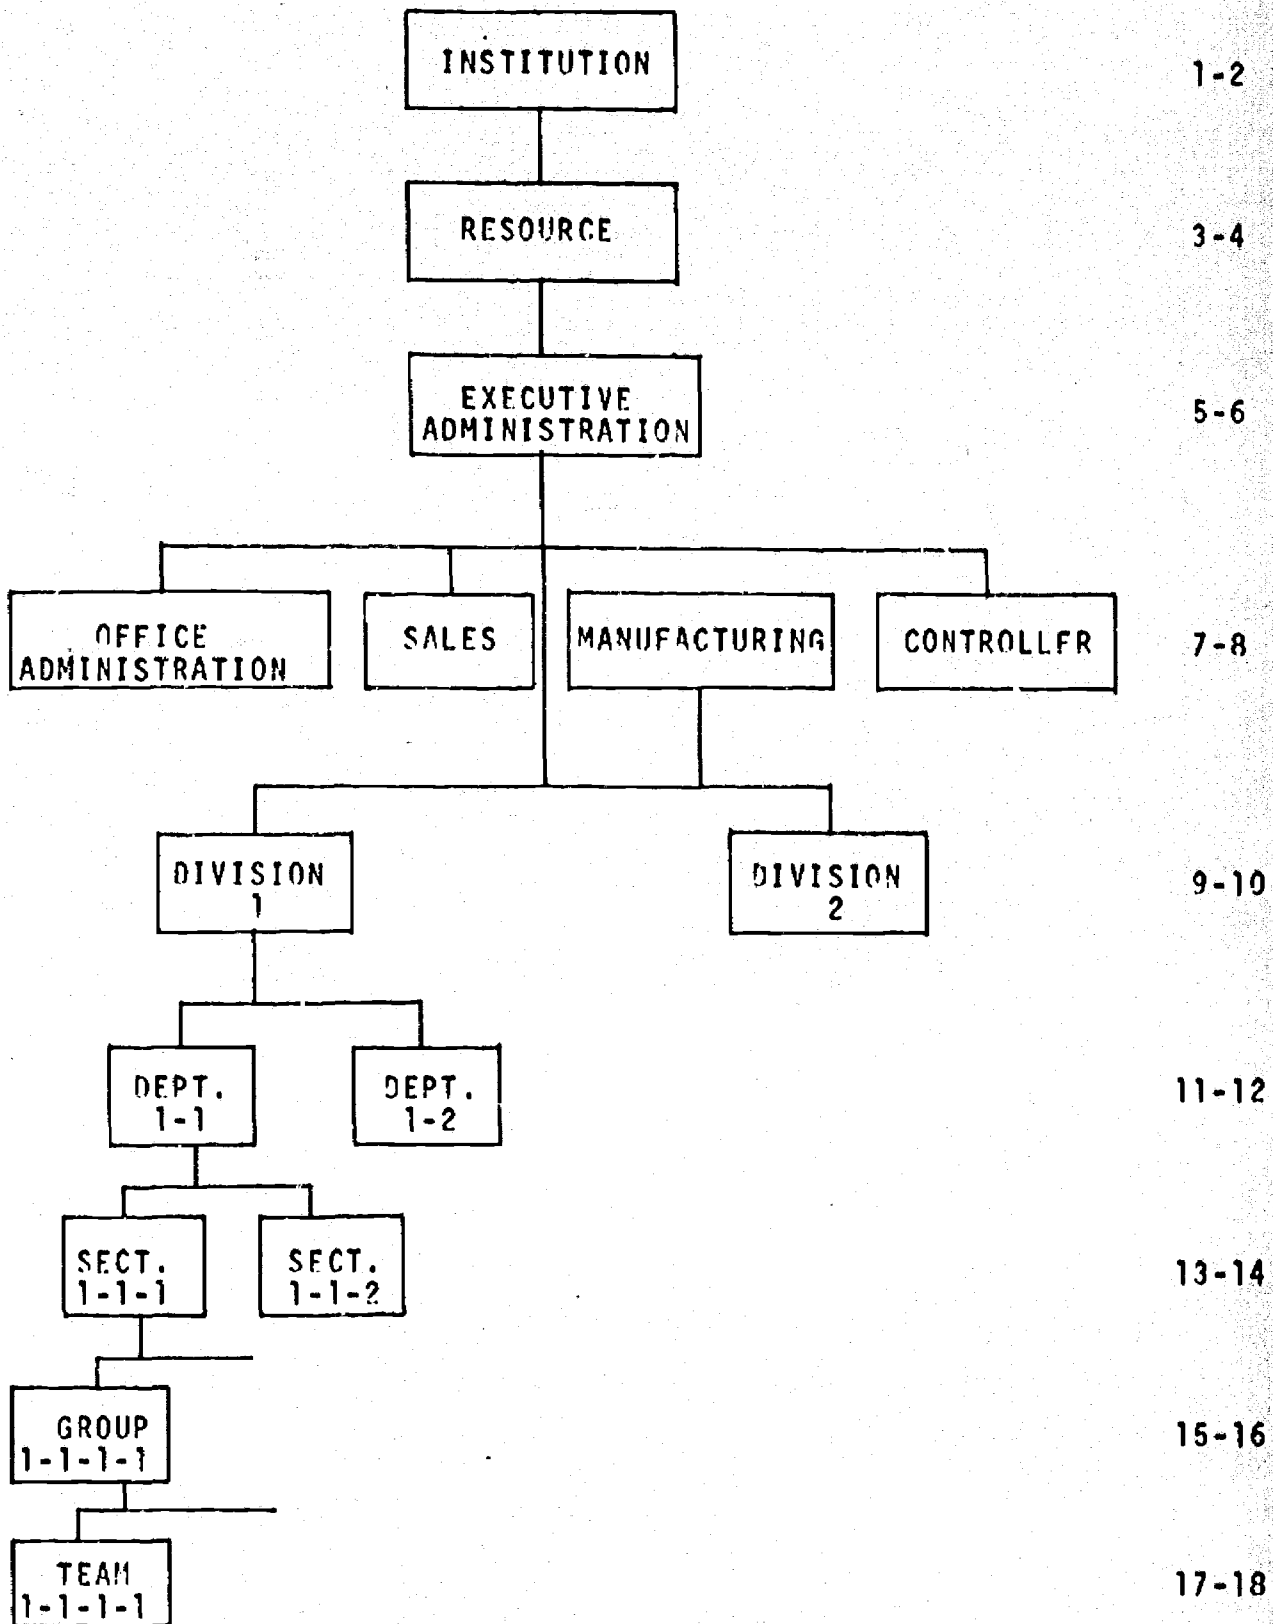 INSTITUTION
1-2
RESOURCE
3-4
EXECUTIVE
ADMINISTRATION
5-6
OFFICE
ADMINISTRATION
SALES
MANUFACTURING
CONTROLLER
7-8
DIVISION
1
DIVISION
2
9-10
DEPT.
1-1
DEPT.
1-2
11-12
SECT.
1-1-1
SECT.
1-1-2
13-14
GROUP
1-1-1-1
15-16
TEAM
1-1-1-1
17-18